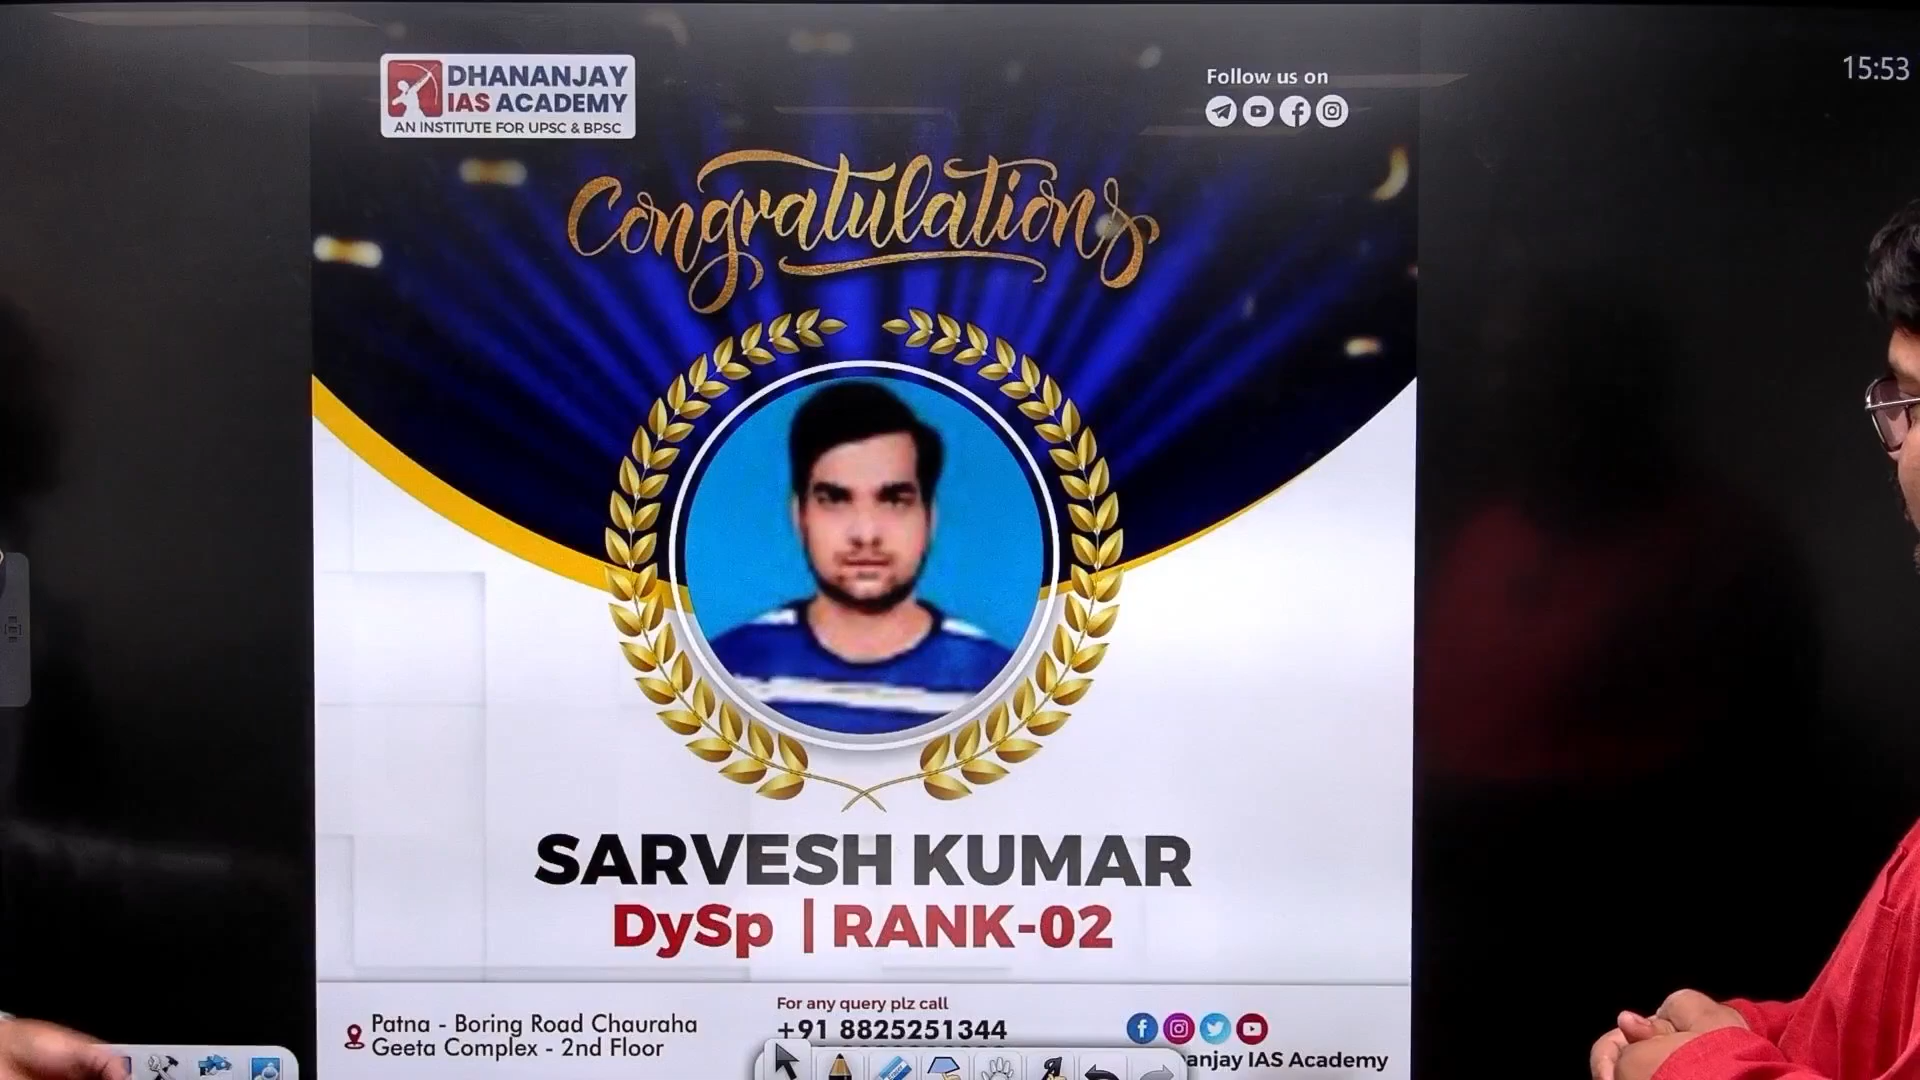 DHANANJAY
IAS ACADEMY
AN INSTITUTE FOR UPSC & BPSC
Follow us on
15:53
Congratulations
SARVESH KUMAR
DySp | RANK-02
Patna - Boring Road Chauraha
Geeta Complex - 2nd Floor
For any query plz call
+91 8825251344
IAS Academy